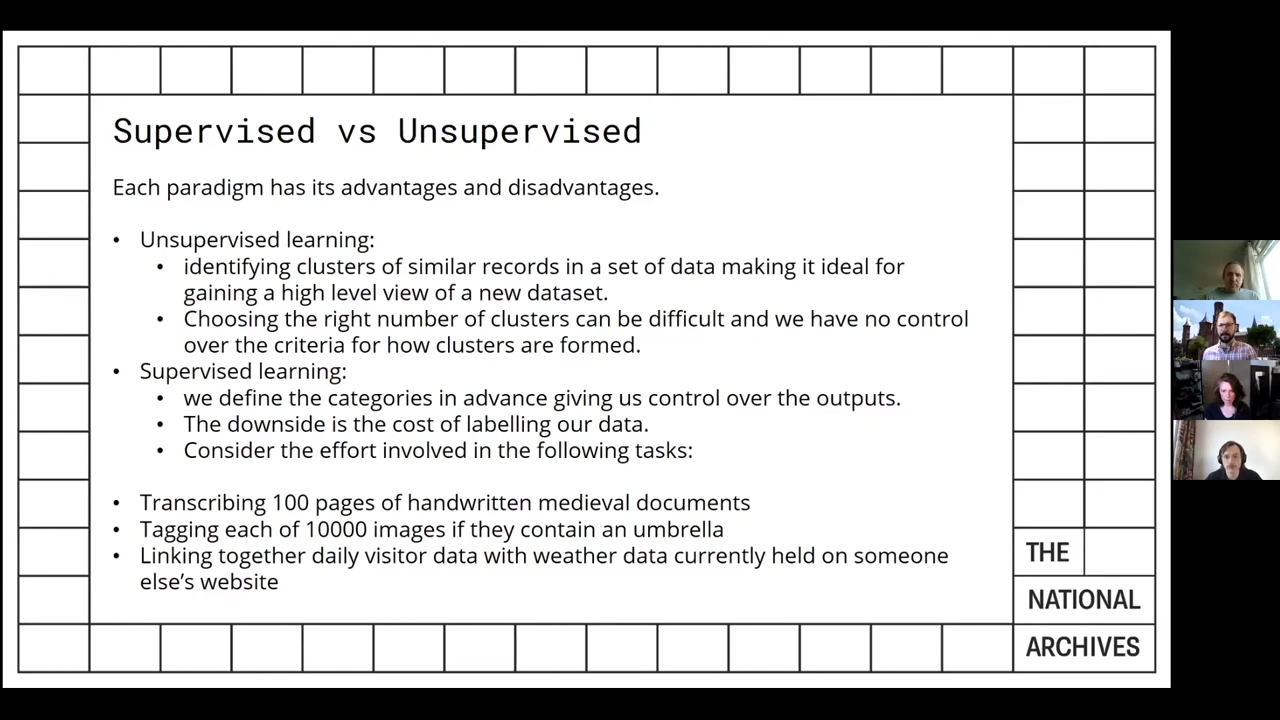 Supervised vs Unsupervised
Each paradigm has its advantages and disadvantages.
• Unsupervised learning:
• identifying clusters of similar records in a set of data making it ideal for
gaining a high level view of a new dataset.
• Choosing the right number of clusters can be difficult and we have no control
over the criteria for how clusters are formed.
• Supervised learning:
• we define the categories in advance giving us control over the outputs.
• The downside is the cost of labelling our data.
• Consider the effort involved in the following tasks:
• Transcribing 100 pages of handwritten medieval documents
• Tagging each of 10000 images if they contain an umbrella
• Linking together daily visitor data with weather data currently held on someone
else’s website
THE
NATIONAL
ARCHIVES